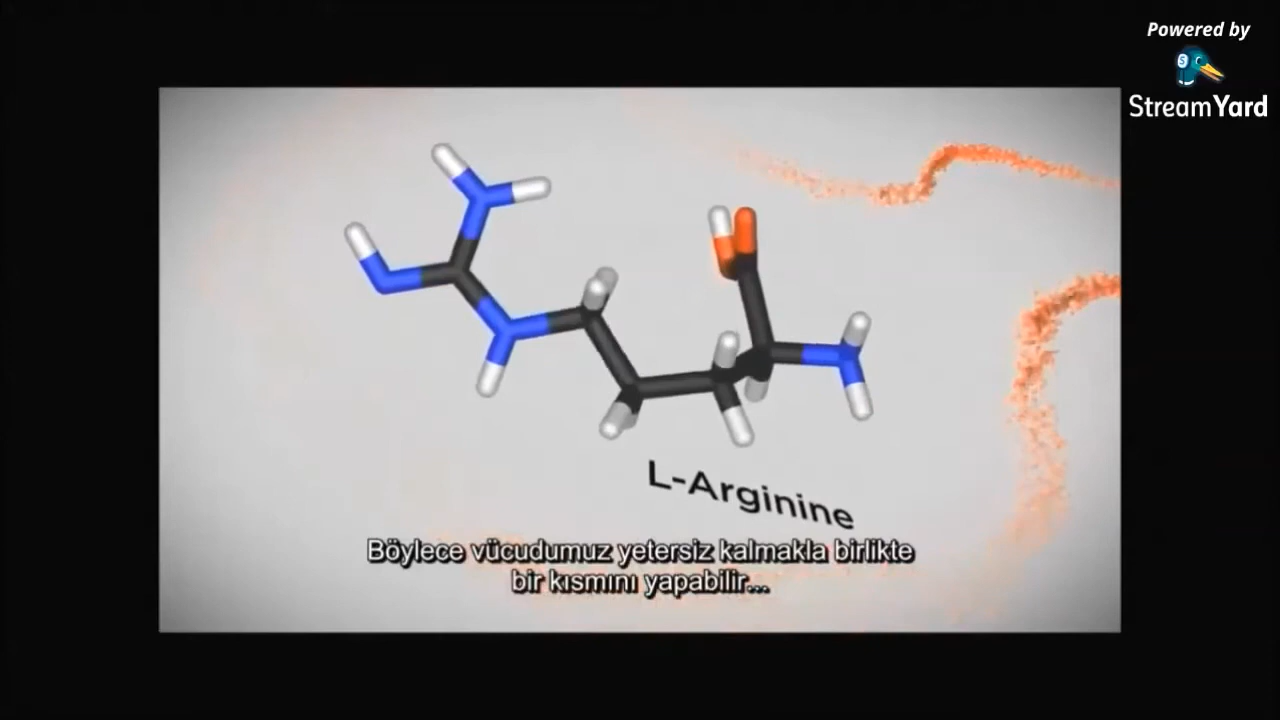 Powered by
StreamYard
L-Arginine
Böylece vücudumuz yetersiz kalmakla birlikte
bir kısmını yapabilir...